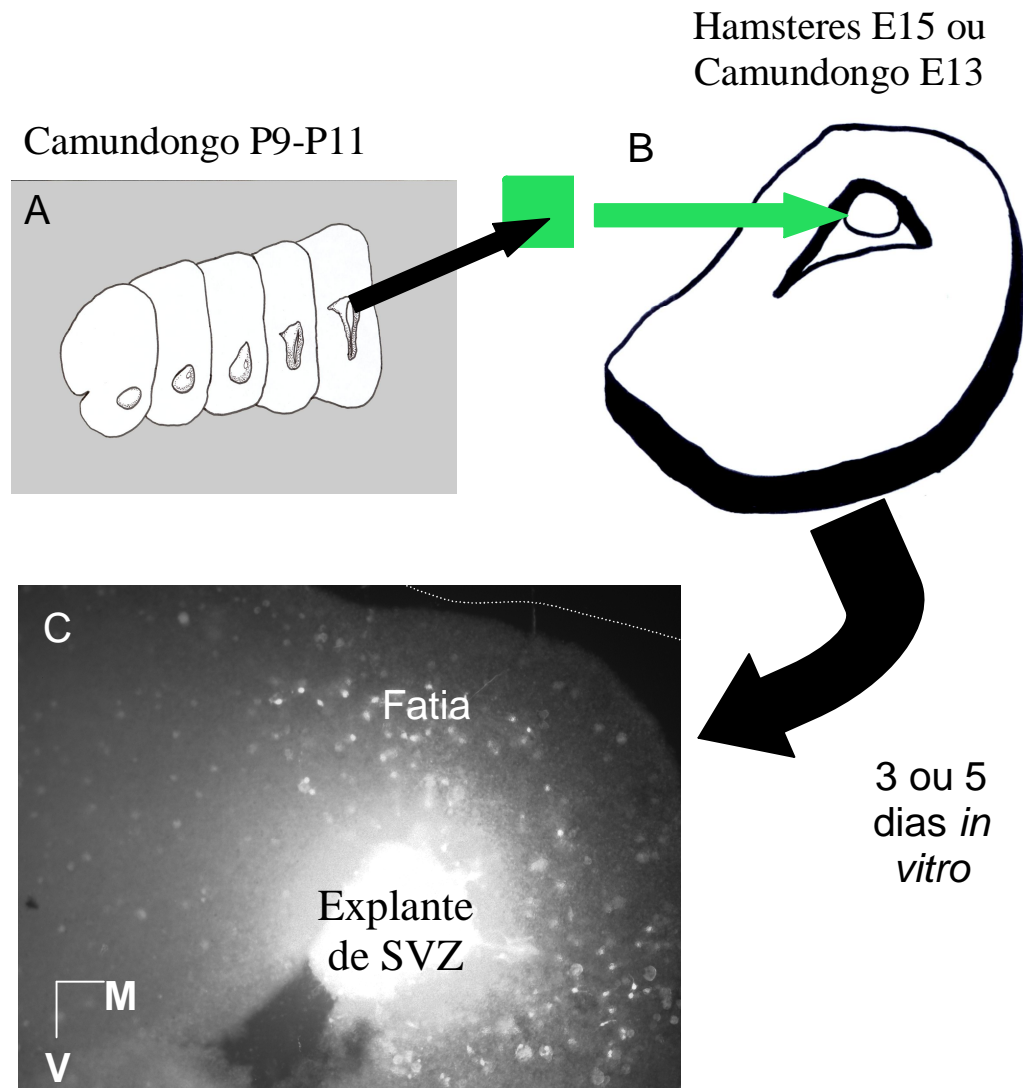 Hamsteres E15 ou
Camundongo E13
Camundongo P9-P11
A
B
C
Fatia
Explante
de SVZ
M
V
3 ou 5
dias in
vitro